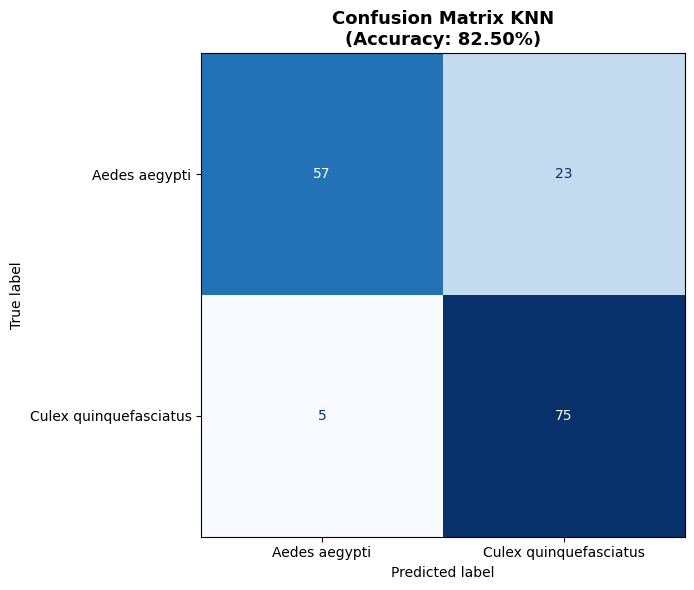 Confusion Matrix KNN
(Accuracy: 82.50%)
True label
Aedes aegypti
57
23
Culex quinquefasciatus
5
75
Aedes aegypti
Culex quinquefasciatus
Predicted label